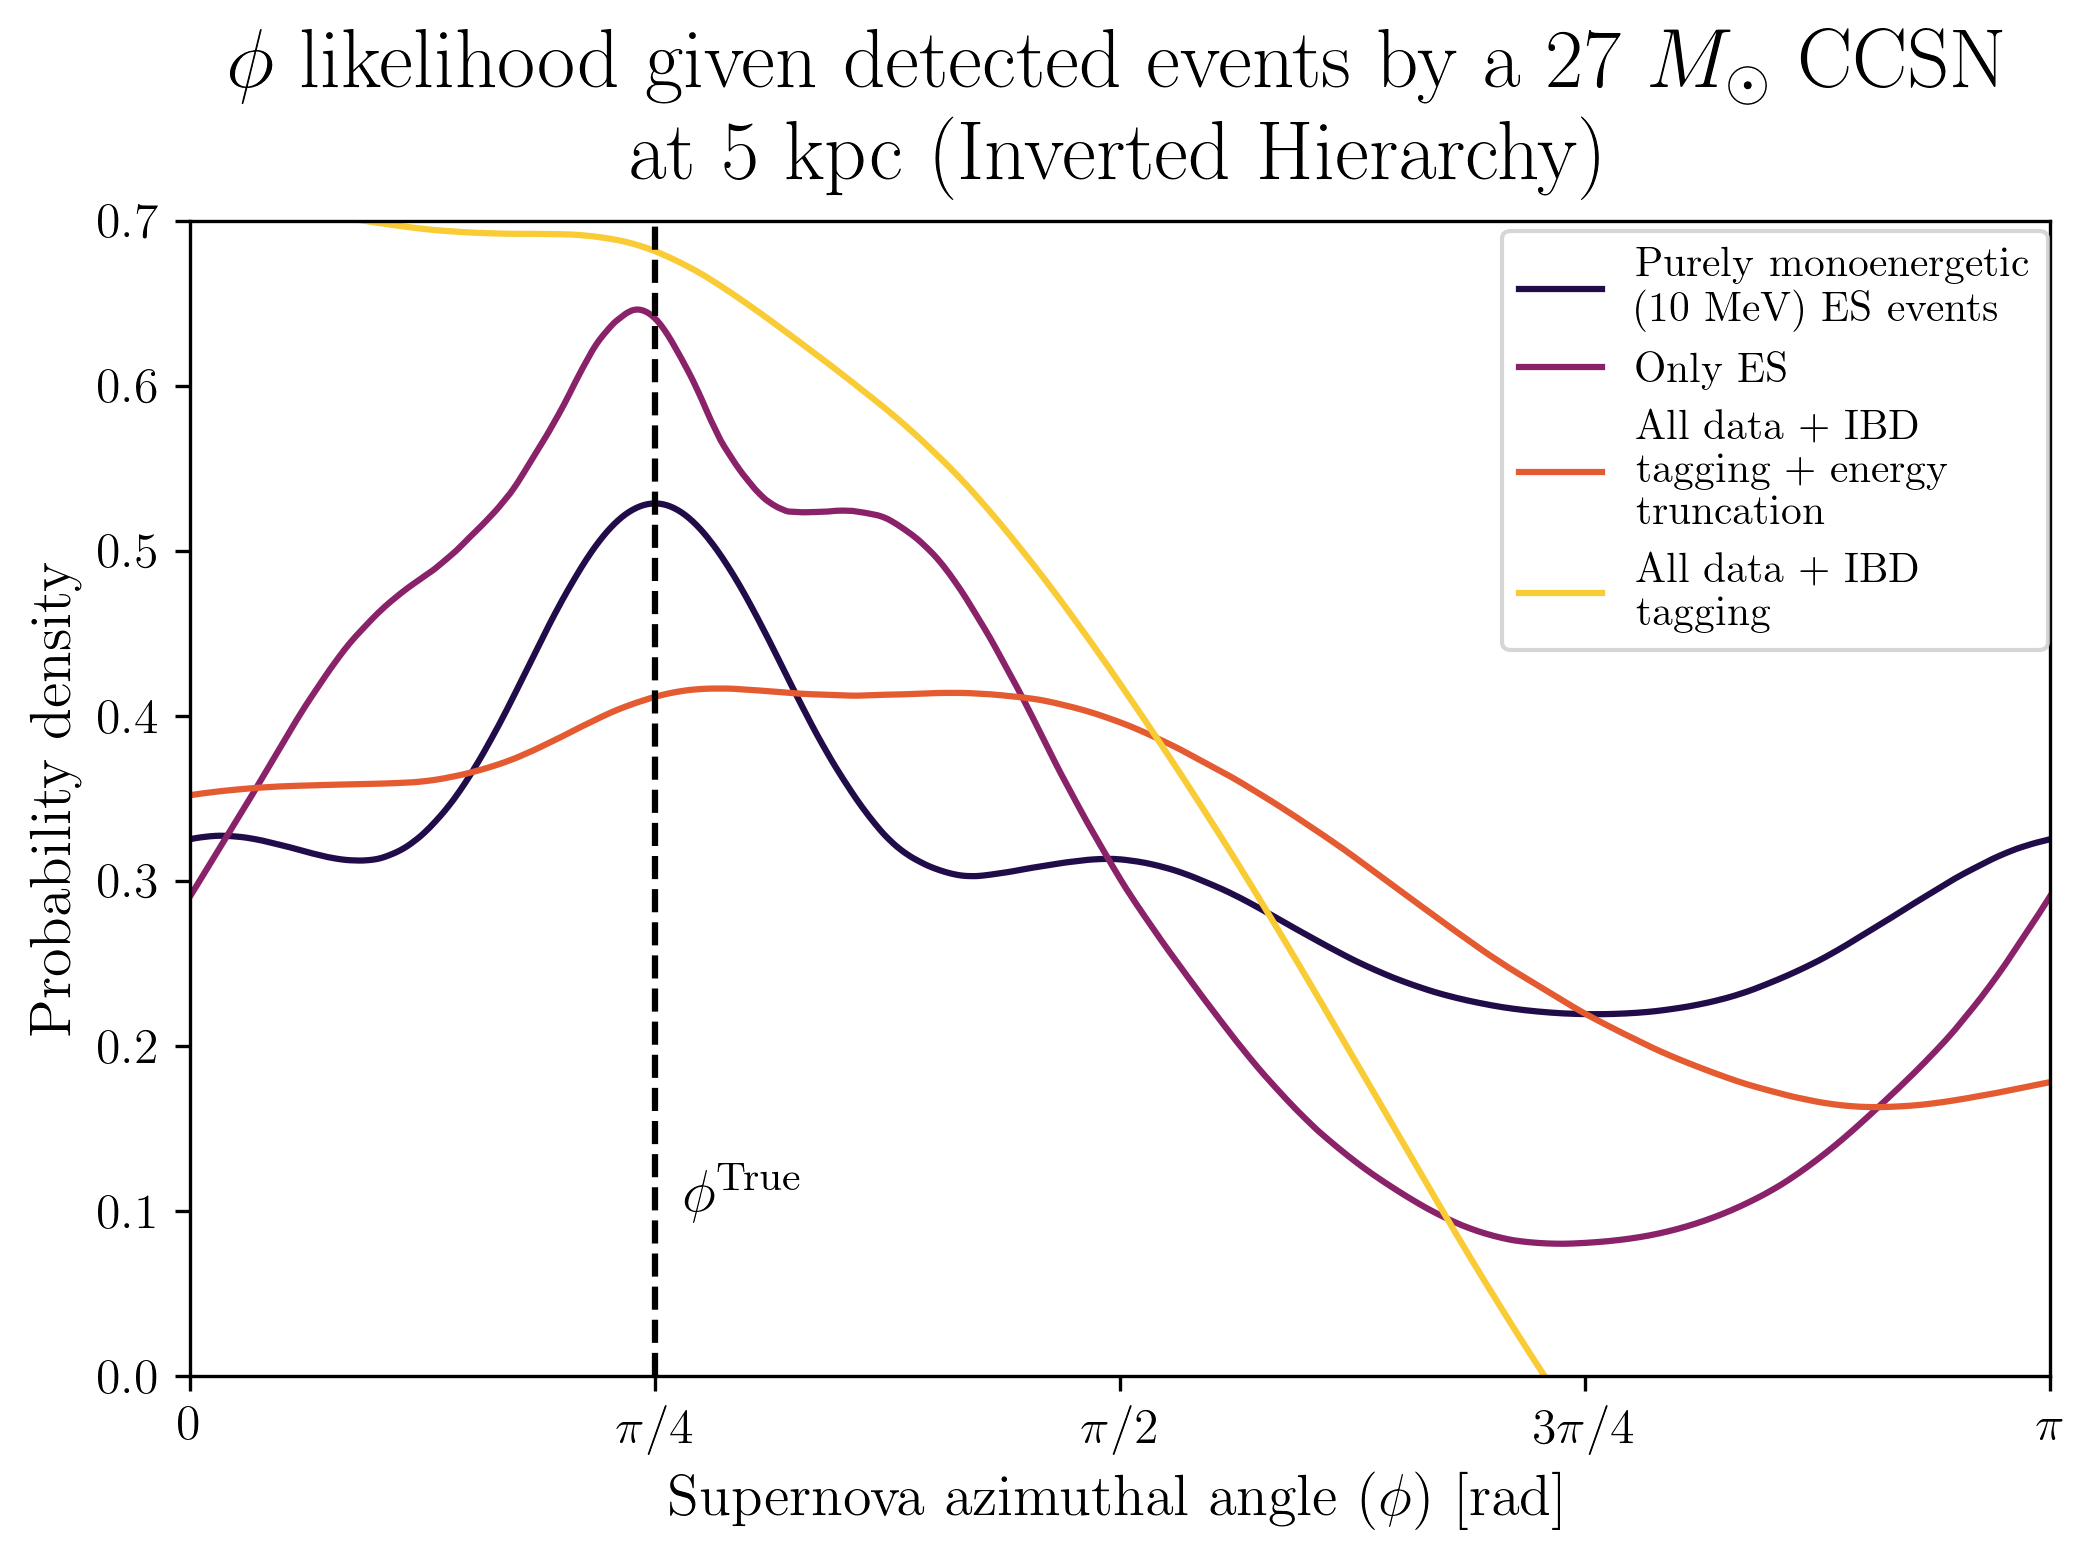 ϕ likelihood given detected events by a 27 M⊙ CCSN
at 5 kpc (Inverted Hierarchy)
0.7
0.6
0.5
0.4
0.3
0.2
0.1
0.0
Probability density
Purely monoenergetic
(10 MeV) ES events
Only ES
All data + IBD
tagging + energy
truncation
All data + IBD
tagging
ϕ^True
0
π/4
π/2
3π/4
π
Supernova azimuthal angle (ϕ) [rad]